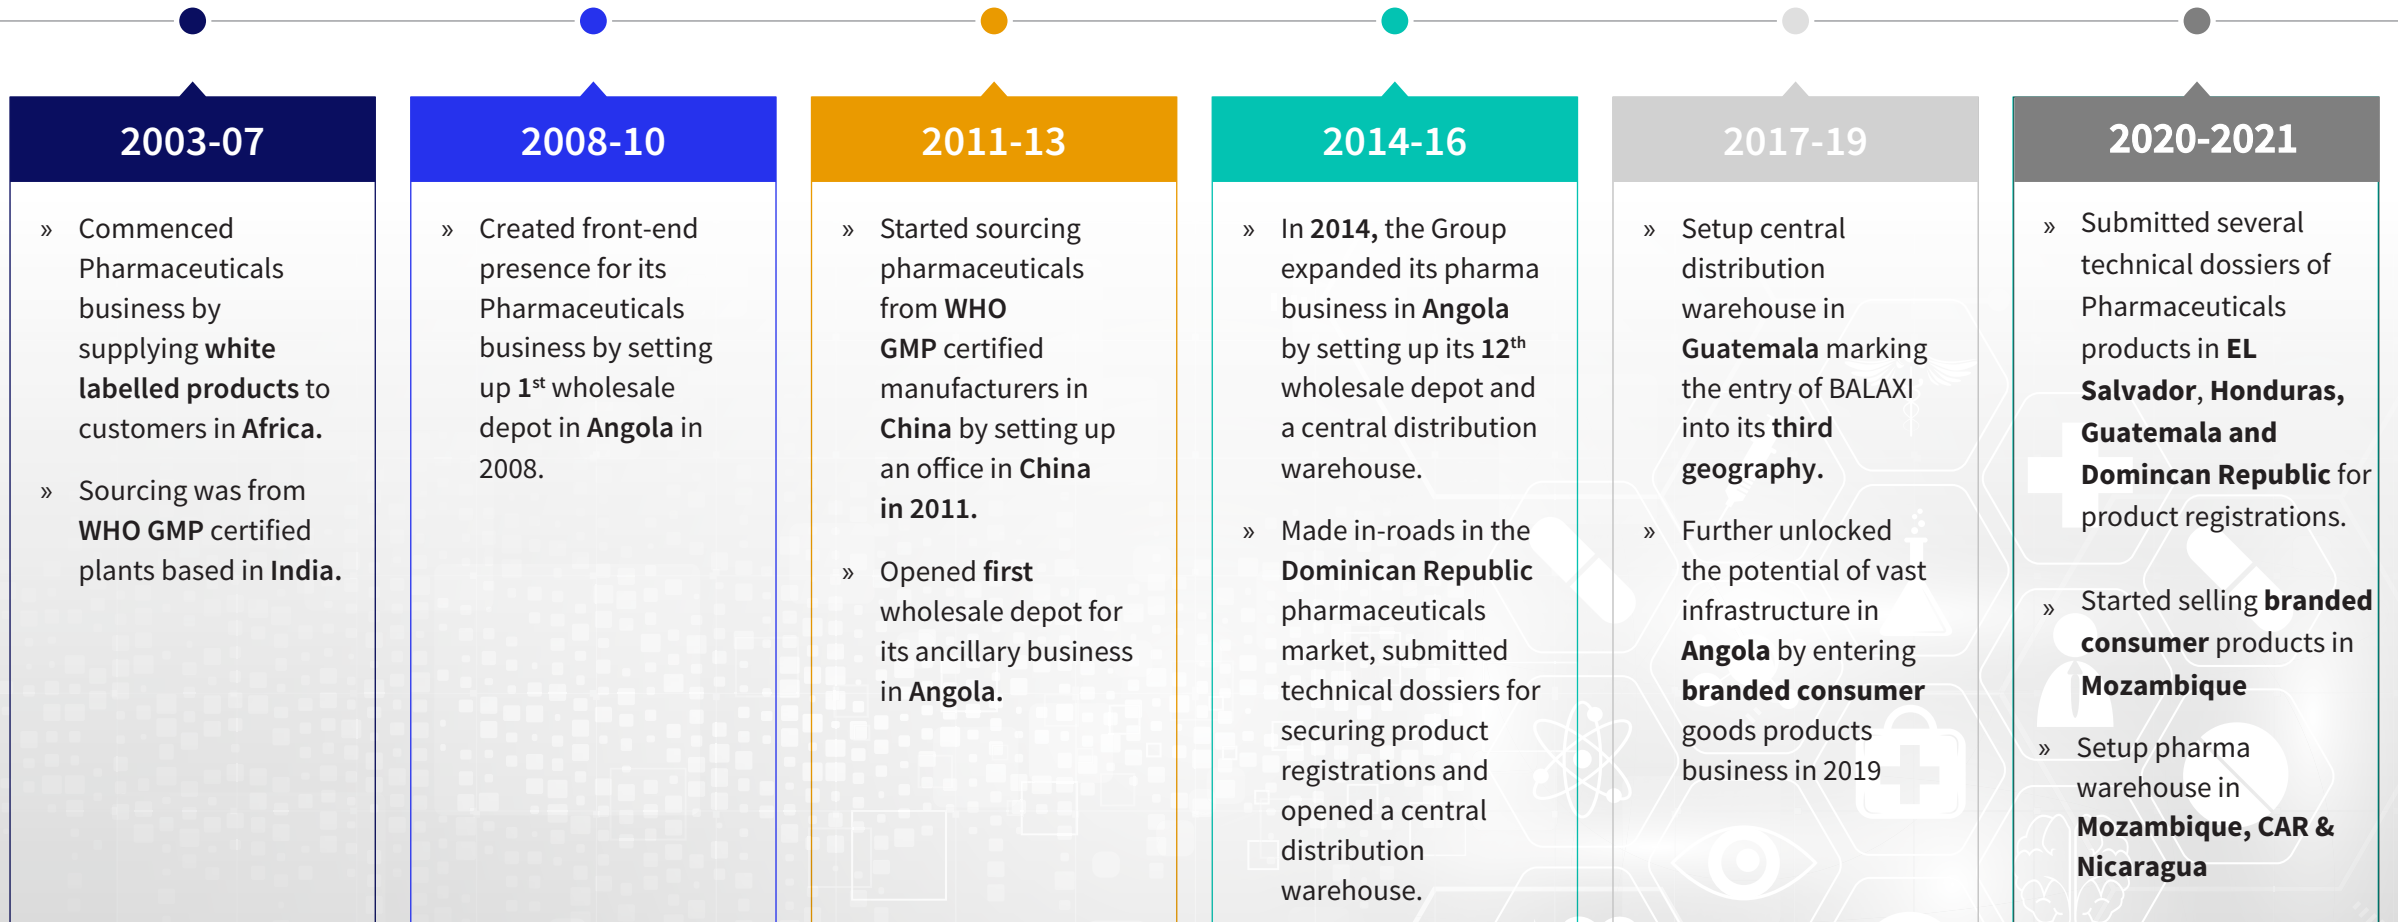 2003-07
» Commenced
Pharmaceuticals
business by
supplying white
labelled products to
customers in Africa.
» Sourcing was from
WHO GMP certified
plants based in India.
2008-10
» Created front-end
presence for its
Pharmaceuticals
business by setting
up 1st wholesale
depot in Angola in
2008.
2011-13
» Started sourcing
pharmaceuticals
from WHO
GMP certified
manufacturers in
China by setting up
an office in China
in 2011.
» Opened first
wholesale depot for
its ancillary business
in Angola.
2014-16
» In 2014, the Group
expanded its pharma
business in Angola
by setting up its 12th
wholesale depot and
a central distribution
warehouse.
» Made in-roads in the
Dominican Republic
pharmaceuticals
market, submitted
technical dossiers for
securing product
registrations and
opened a central
distribution
warehouse.
2017-19
» Setup central
distribution
warehouse in
Guatemala marking
the entry of BALAXI
into its third
geography.
» Further unlocked
the potential of vast
infrastructure in
Angola by entering
branded consumer
goods products
business in 2019
2020-2021
» Submitted several
technical dossiers of
Pharmaceuticals
products in EL
Salvador, Honduras,
Guatemala and
Domincan Republic for
product registrations.
» Started selling branded
consumer products in
Mozambique
» Setup pharma
warehouse in
Mozambique, CAR &
Nicaragua